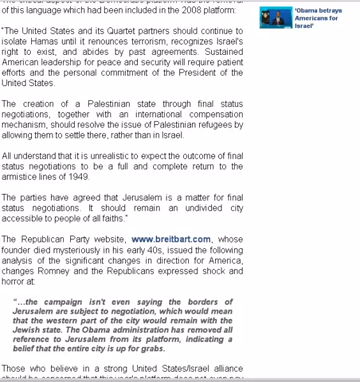 of this language which had been included in the 2008 platform:
"The United States and its Quartet partners should continue to
isolate Hamas until it renounces terrorism, recognizes Israel's
right to exist, and abides by past agreements. Sustained
American leadership for peace and security will require patient
efforts and the personal commitment of the President of the
United States.
The creation of a Palestinian state through final status
negotiations, together with an international compensation
mechanism, should resolve the issue of Palestinian refugees by
allowing them to settle there, rather than in Israel.
All understand that it is unrealistic to expect the outcome of final
status negotiations to be a full and complete return to the
armistice lines of 1949.
The parties have agreed that Jerusalem is a matter for final
status negotiations. It should remain an undivided city
accessible to people of all faiths."
The Republican Party website, www.breitbart.com, whose
founder died mysteriously in his early 40s, issued the following
analysis of the significant changes in direction for America,
changes Romney and the Republicans expressed shock and
horror at:
"...the campaign isn't even saying the borders of
Jerusalem are subject to negotiation, which would mean
that the western part of the city would remain with the
Jewish state. The Obama administration has removed all
reference to Jerusalem from its platform, indicating a
belief that the entire city is up for grabs.
Those who believe in a strong United States/Israel alliance
'Obama betrays
Americans for
Israel'